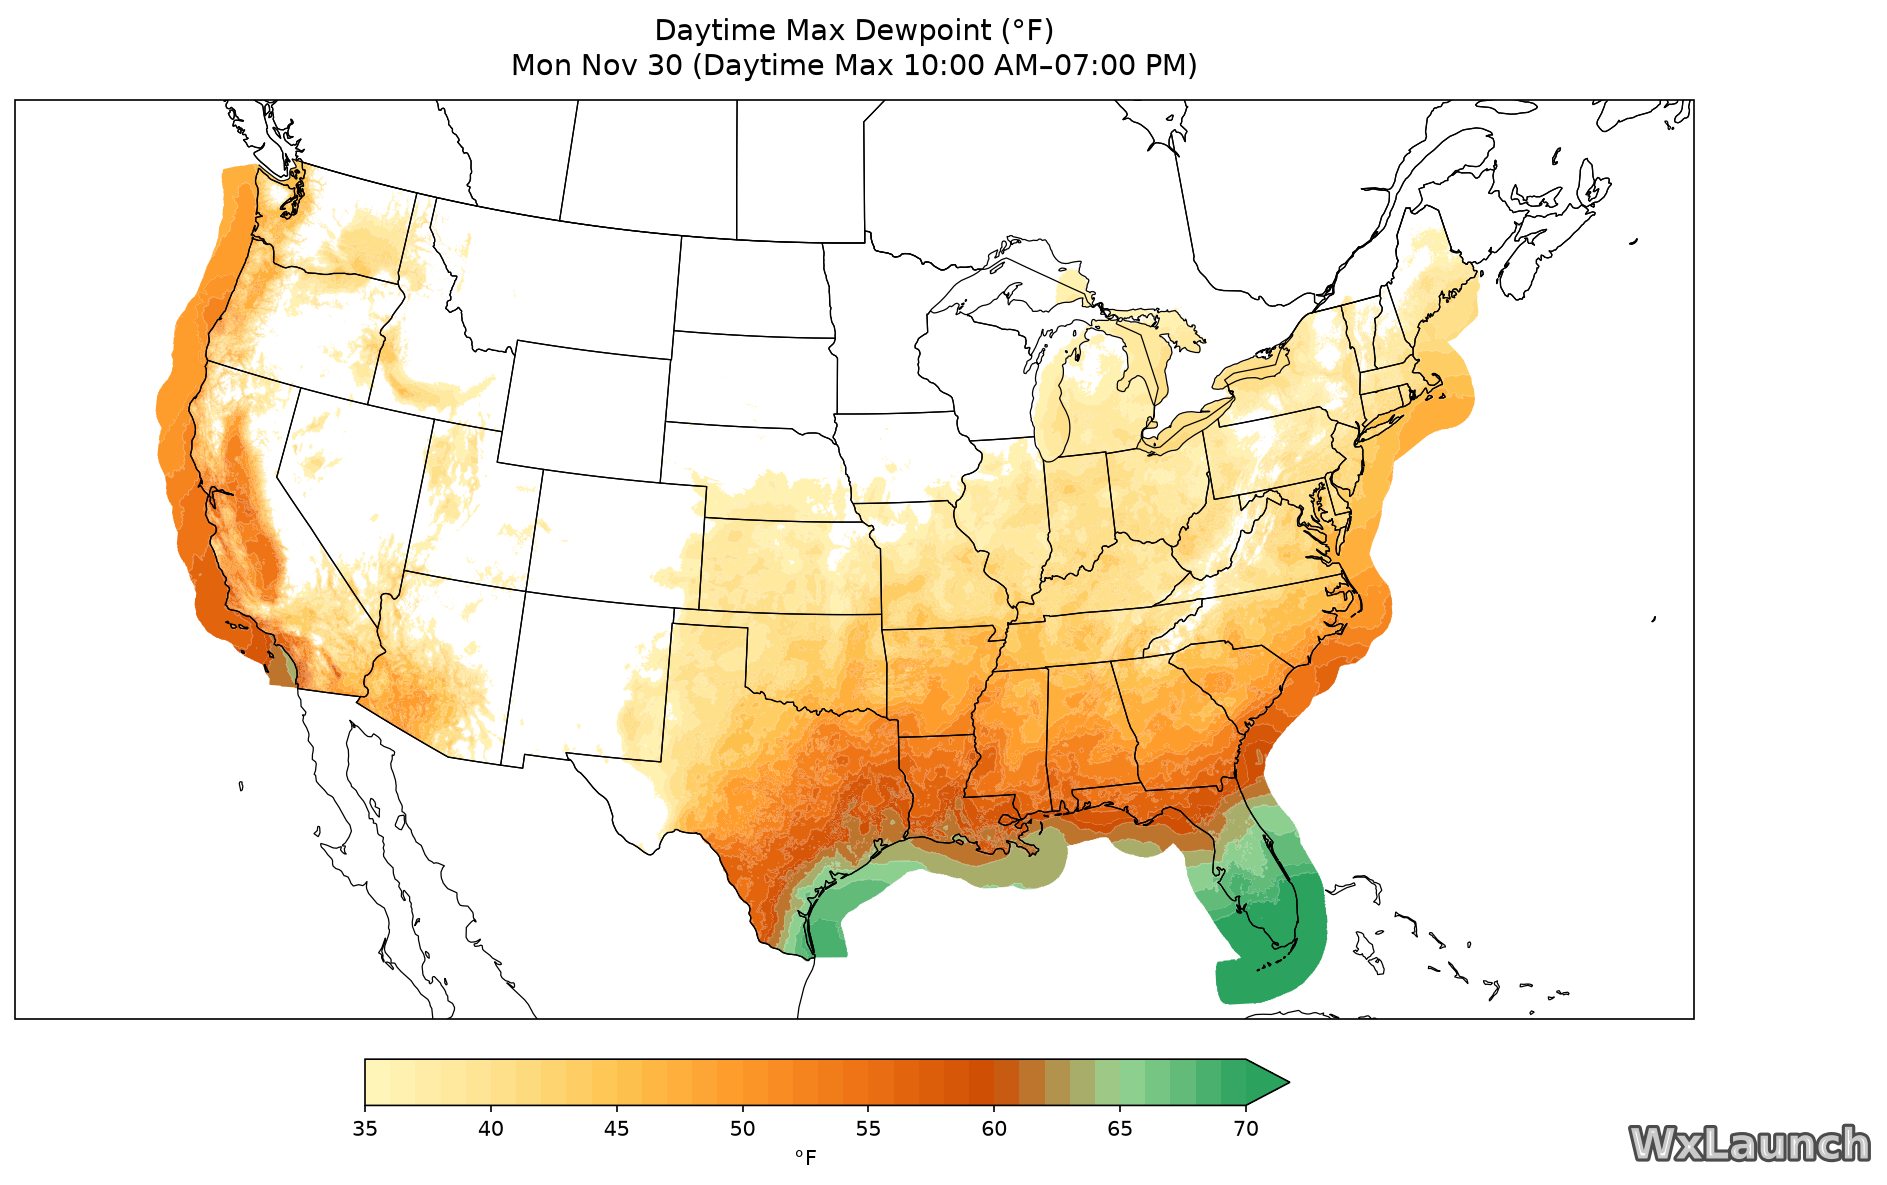 Daytime Max Dewpoint (°F)
Mon Nov 30 (Daytime Max 10:00 AM–07:00 PM)
35 40 45 50 55 60 65 70
°F
WxLaunch